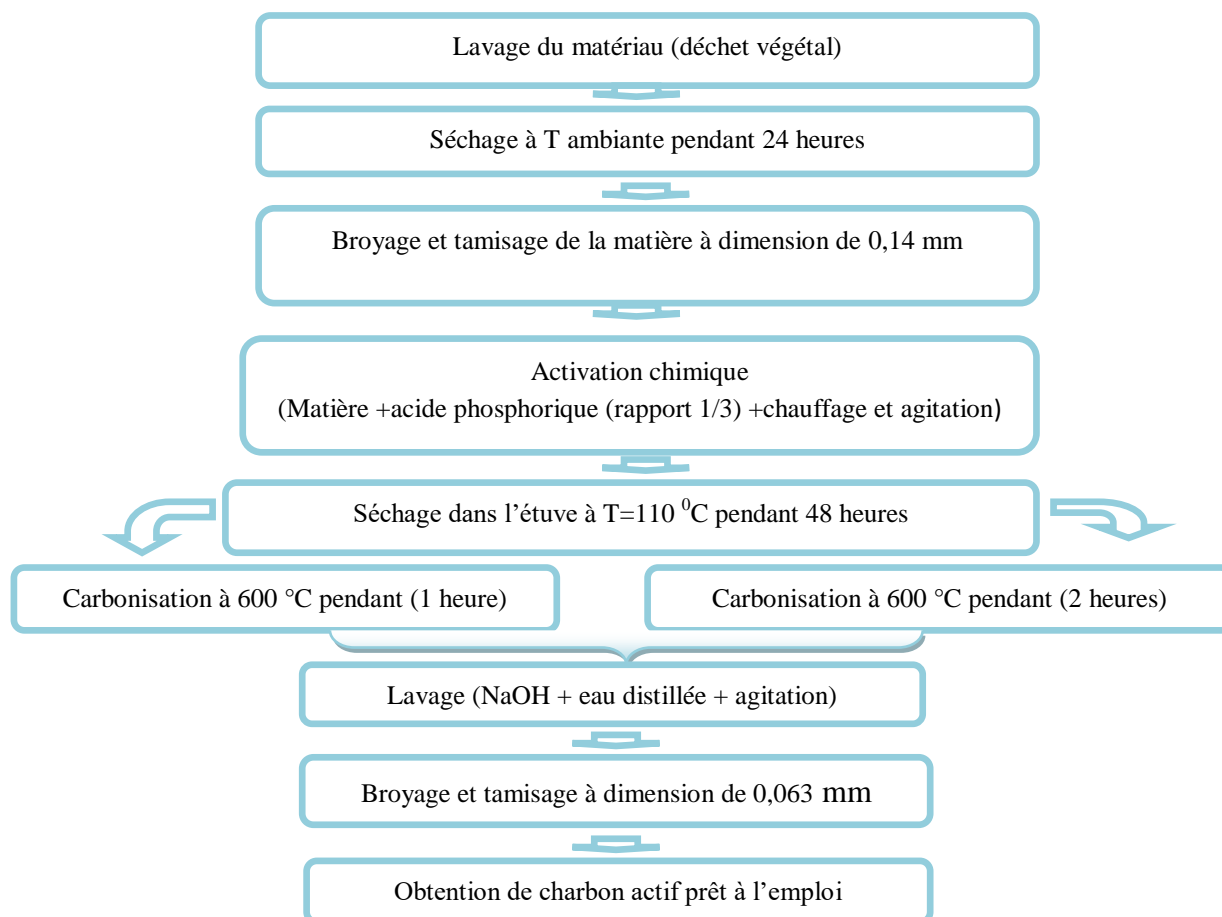 Lavage du matériau (déchet végétal)
Séchage à T ambiante pendant 24 heures
Broyage et tamisage de la matière à dimension de 0,14 mm
Activation chimique
(Matière +acide phosphorique (rapport 1/3) +chauffage et agitation)
Séchage dans l’étuve à T=110 ⁰C pendant 48 heures
Carbonisation à 600 °C pendant (1 heure)
Carbonisation à 600 °C pendant (2 heures)
Lavage (NaOH + eau distillée + agitation)
Broyage et tamisage à dimension de 0,063 mm
Obtention de charbon actif prêt à l’emploi